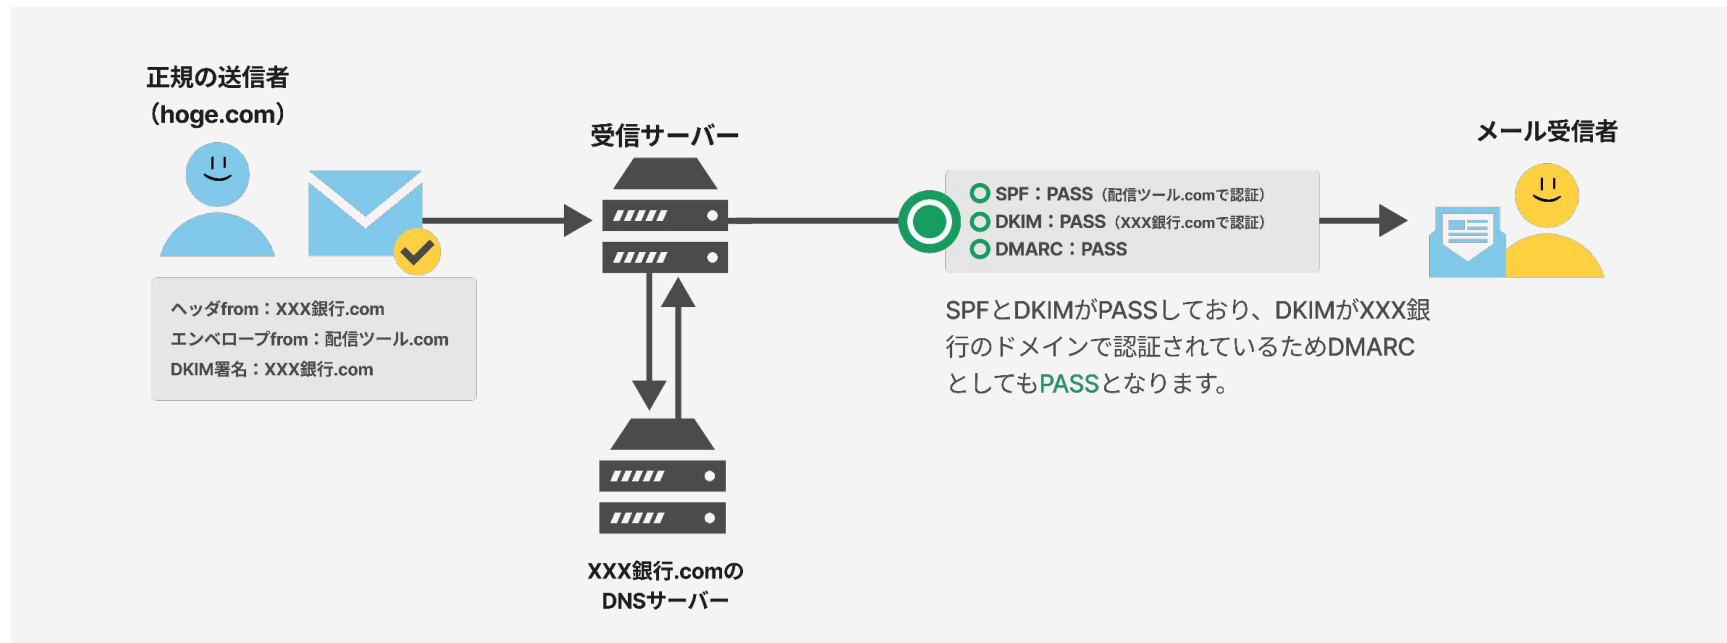 正規の送信者
（hoge.com）
ヘッダfrom：XXX銀行.com
エンベロープfrom：配信ツール.com
DKIM署名：XXX銀行.com
受信サーバー
XXX銀行.comの
DNSサーバー
SPF：PASS（配信ツール.comで認証）
DKIM：PASS（XXX銀行.comで認証）
DMARC：PASS
SPFとDKIMがPASSしており、DKIMがXXX銀
行のドメインで認証されているためDMARC
としてもPASSとなります。
メール受信者